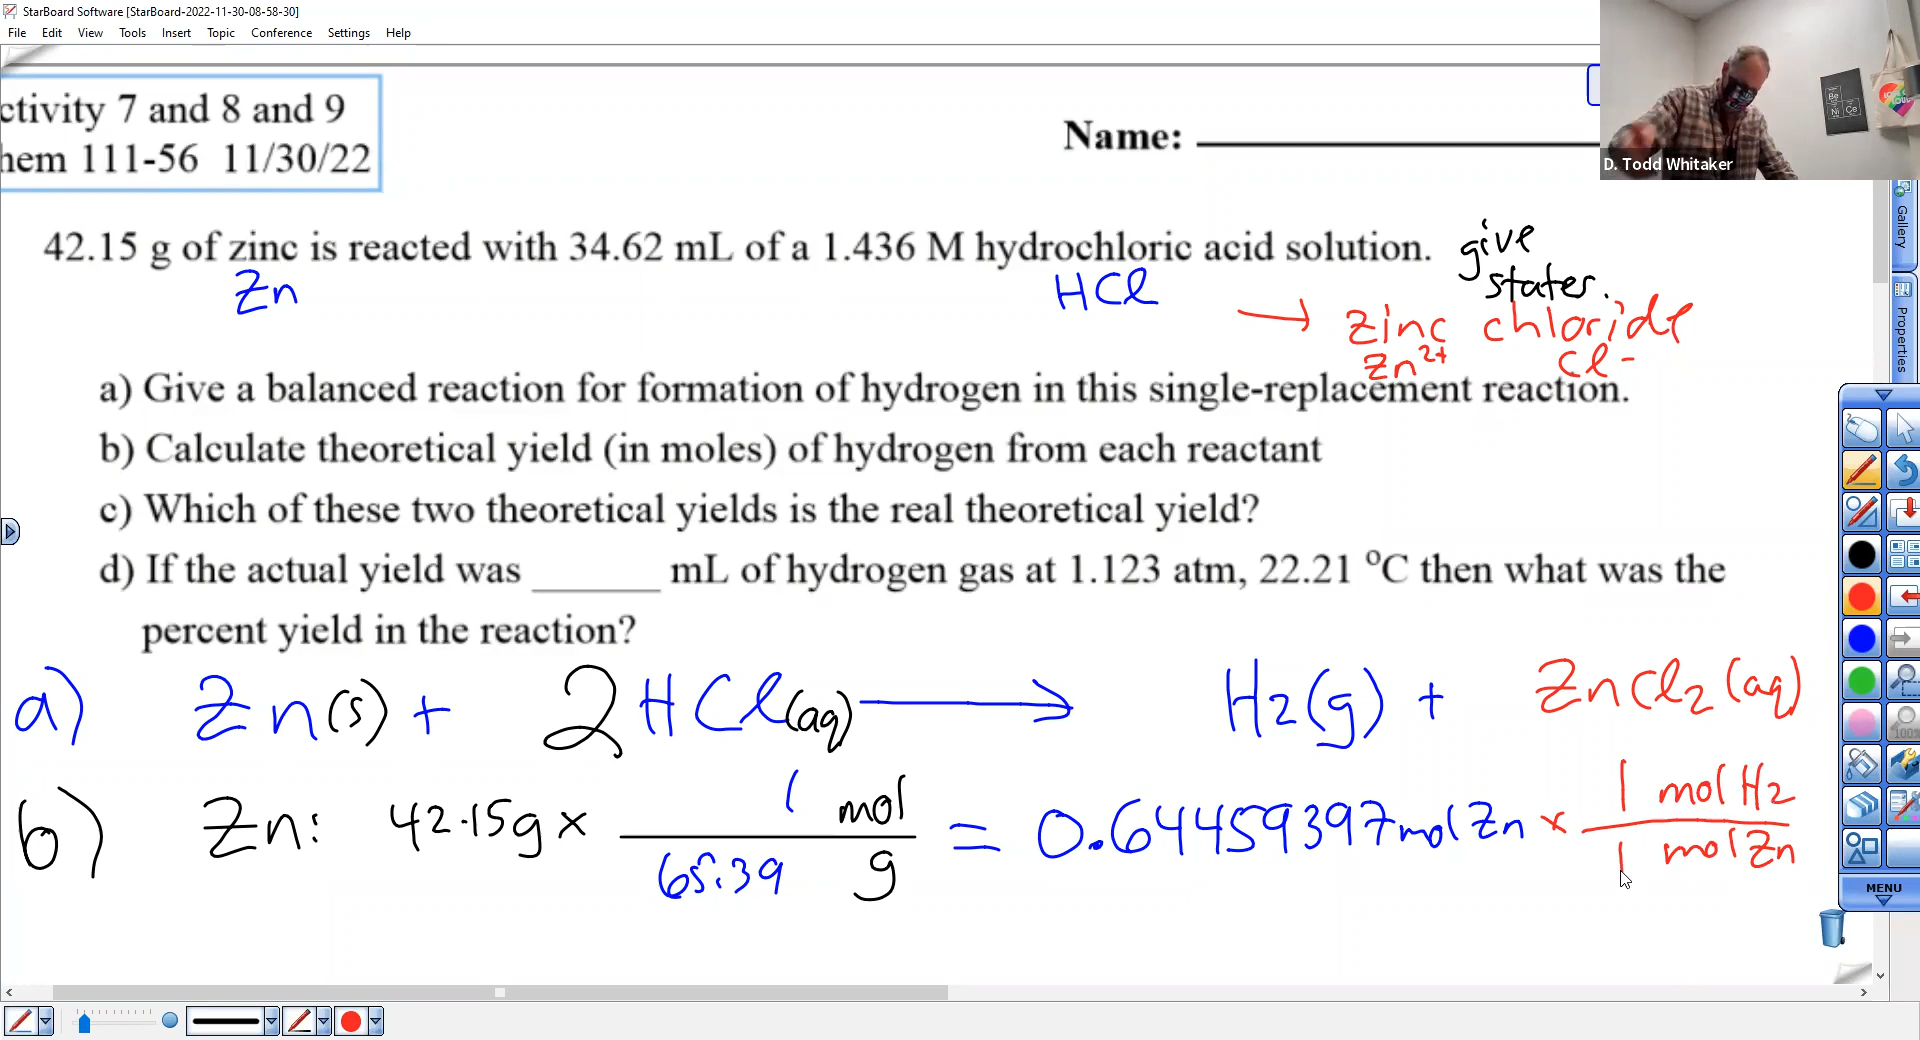 StarBoard Software [StarBoard-2022-11-30-08-58-30]
File Edit View Tools Insert Topic Conference Settings Help
ctivity 7 and 8 and 9
hem 111-56 11/30/22
Name:
Be
Ni Ce
D. Todd Whitaker
Gallery
Properties
42.15 g of zinc is reacted with 34.62 mL of a 1.436 M hydrochloric acid solution.
give
states.
Zn HCl
→ zinc chloride
Zn²⁺ Cl⁻
a) Give a balanced reaction for formation of hydrogen in this single-replacement reaction.
b) Calculate theoretical yield (in moles) of hydrogen from each reactant
c) Which of these two theoretical yields is the real theoretical yield?
d) If the actual yield was _______ mL of hydrogen gas at 1.123 atm, 22.21 °C then what was the
percent yield in the reaction?
a) Zn(s) + 2HCl(aq) → H2(g) + ZnCl2(aq)
b) Zn: 42.15g x 1 mol / 65.39 g = 0.64459397 mol Zn x 1 mol H2 / 1 mol Zn
100%
MENU